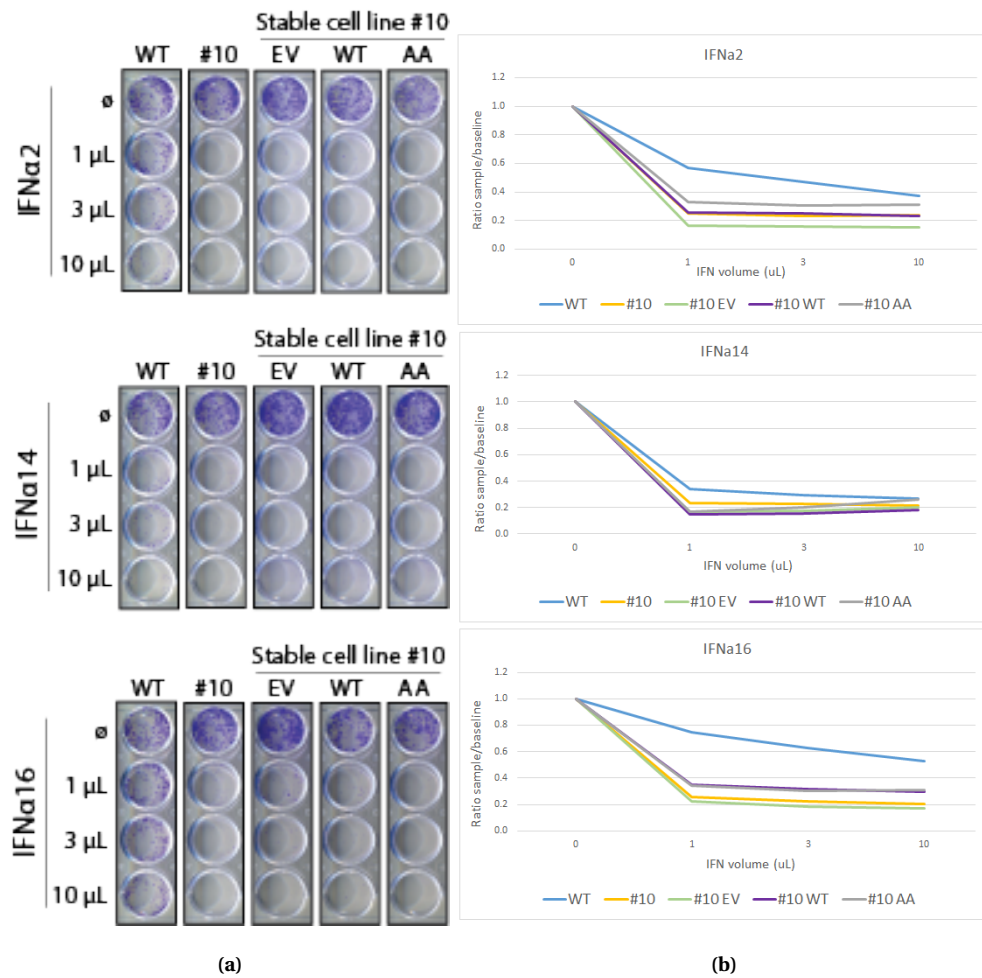 Stable cell line #10
WT #10 EV WT AA
IFNα2
ø
1 µL
3 µL
10 µL
IFNa2
Ratio sample/baseline
1.2
1.0
0.8
0.6
0.4
0.2
0.0
0 1 3 10
IFN volume (uL)
WT #10 #10 EV #10 WT #10 AA
Stable cell line #10
WT #10 EV WT AA
IFNα14
ø
1 µL
3 µL
10 µL
IFNa14
Ratio sample/baseline
1.2
1.0
0.8
0.6
0.4
0.2
0.0
0 1 3 10
IFN volume (uL)
WT #10 #10 EV #10 WT #10 AA
Stable cell line #10
WT #10 EV WT AA
IFNα16
ø
1 µL
3 µL
10 µL
IFNa16
Ratio sample/baseline
1.2
1.0
0.8
0.6
0.4
0.2
0.0
0 1 3 10
IFN volume (uL)
WT #10 #10 EV #10 WT #10 AA
(a) (b)